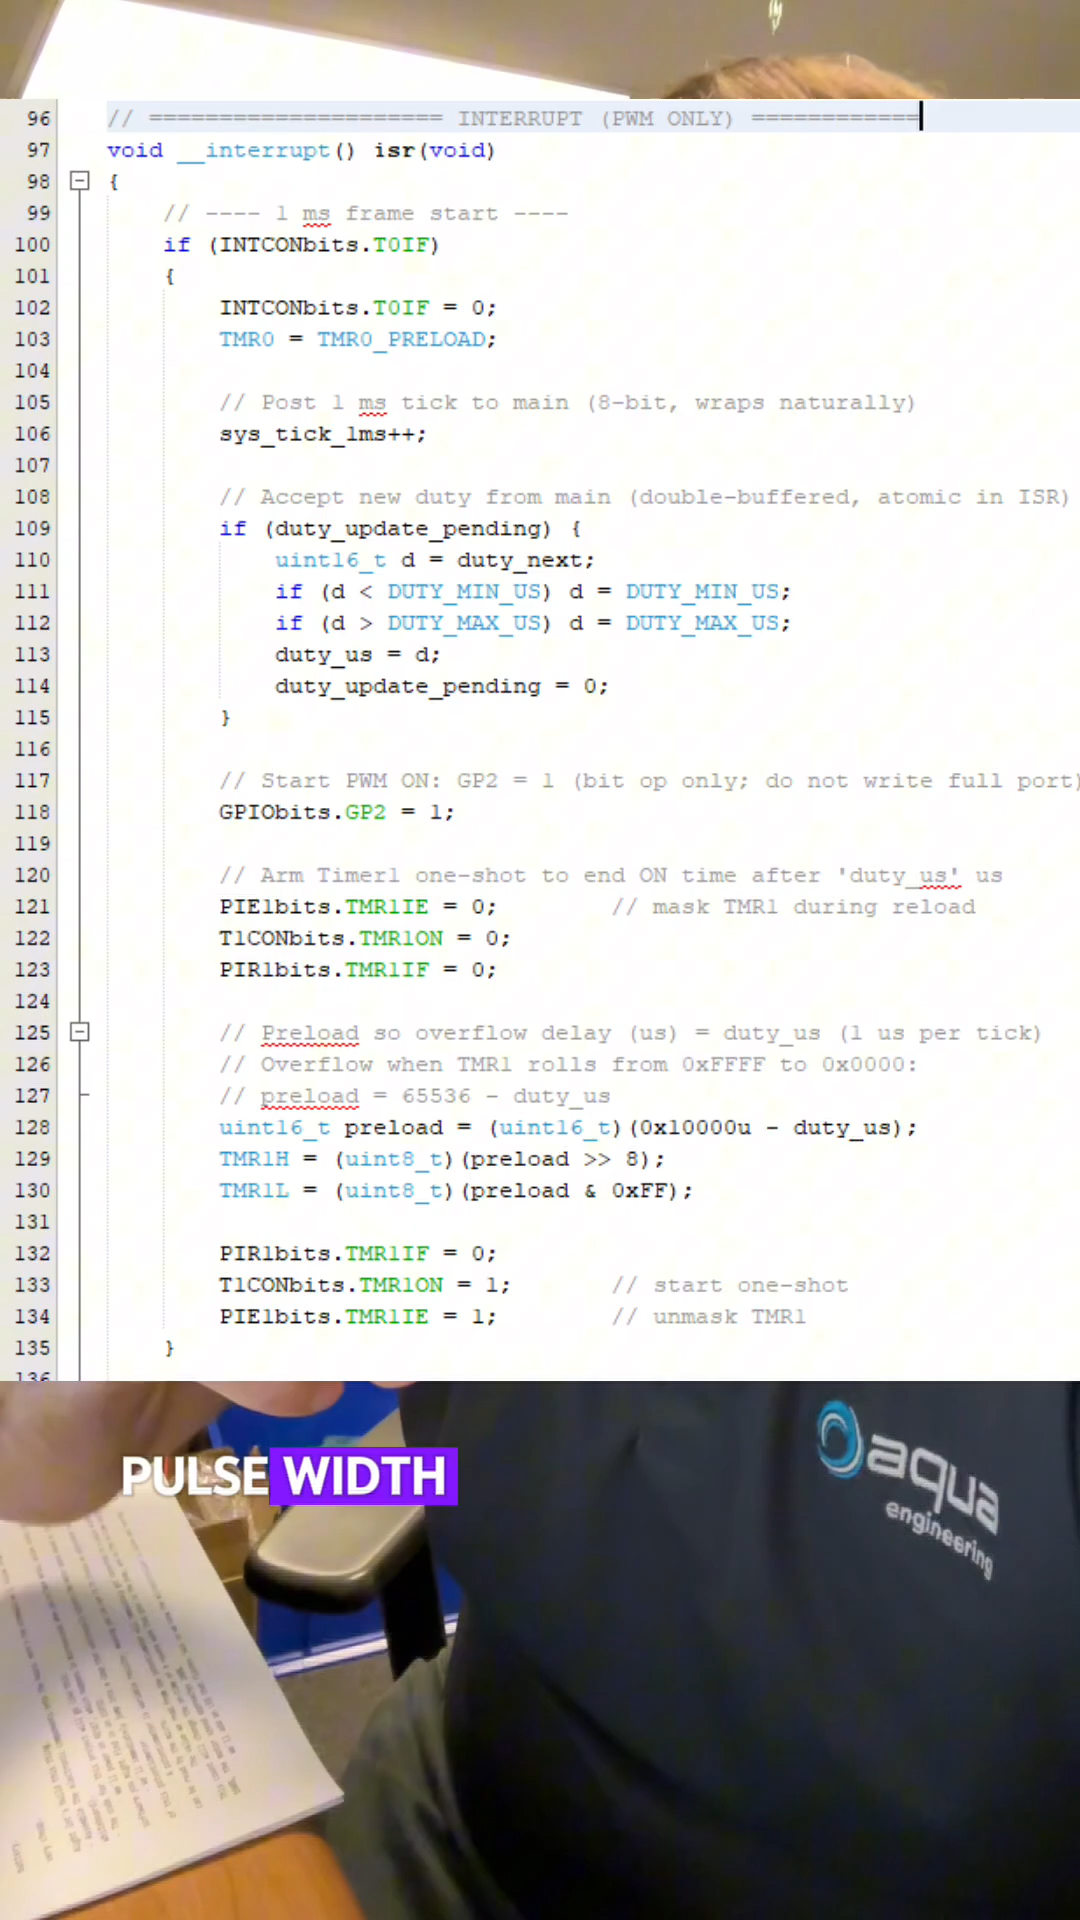 96 // ===================== INTERRUPT (PWM ONLY) ============
97 void __interrupt() isr(void)
98 {
99 // ---- 1 ms frame start ----
100 if (INTCONbits.T0IF)
101 {
102 INTCONbits.T0IF = 0;
103 TMR0 = TMR0_PRELOAD;
104
105 // Post 1 ms tick to main (8-bit, wraps naturally)
106 sys_tick_1ms++;
107
108 // Accept new duty from main (double-buffered, atomic in ISR)
109 if (duty_update_pending) {
110 uint16_t d = duty_next;
111 if (d < DUTY_MIN_US) d = DUTY_MIN_US;
112 if (d > DUTY_MAX_US) d = DUTY_MAX_US;
113 duty_us = d;
114 duty_update_pending = 0;
115 }
116
117 // Start PWM ON: GP2 = 1 (bit op only; do not write full port)
118 GPIObits.GP2 = 1;
119
120 // Arm Timer1 one-shot to end ON time after 'duty_us' us
121 PIE1bits.TMR1IE = 0; // mask TMR1 during reload
122 T1CONbits.TMR1ON = 0;
123 PIR1bits.TMR1IF = 0;
124
125 // Preload so overflow delay (us) = duty_us (1 us per tick)
126 // Overflow when TMR1 rolls from 0xFFFF to 0x0000:
127 // preload = 65536 - duty_us
128 uint16_t preload = (uint16_t)(0x10000u - duty_us);
129 TMR1H = (uint8_t)(preload >> 8);
130 TMR1L = (uint8_t)(preload & 0xFF);
131
132 PIR1bits.TMR1IF = 0;
133 T1CONbits.TMR1ON = 1; // start one-shot
134 PIE1bits.TMR1IE = 1; // unmask TMR1
135 }
136
PULSE WIDTH
aqua
engineering